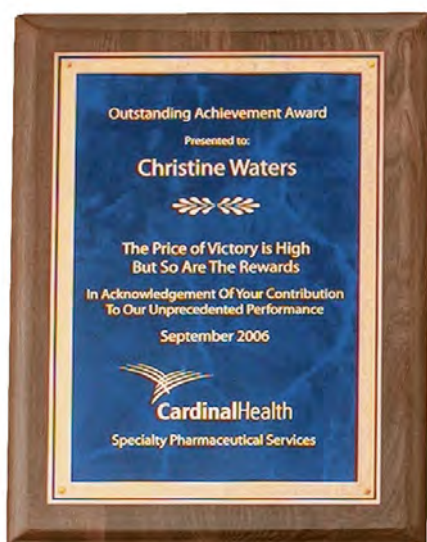 Outstanding Achievement Award
Presented to:
Christine Waters
The Price of Victory is High
But So Are The Rewards
In Acknowledgement Of Your Contribution
To Our Unprecedented Performance
September 2006
CardinalHealth
Specialty Pharmaceutical Services